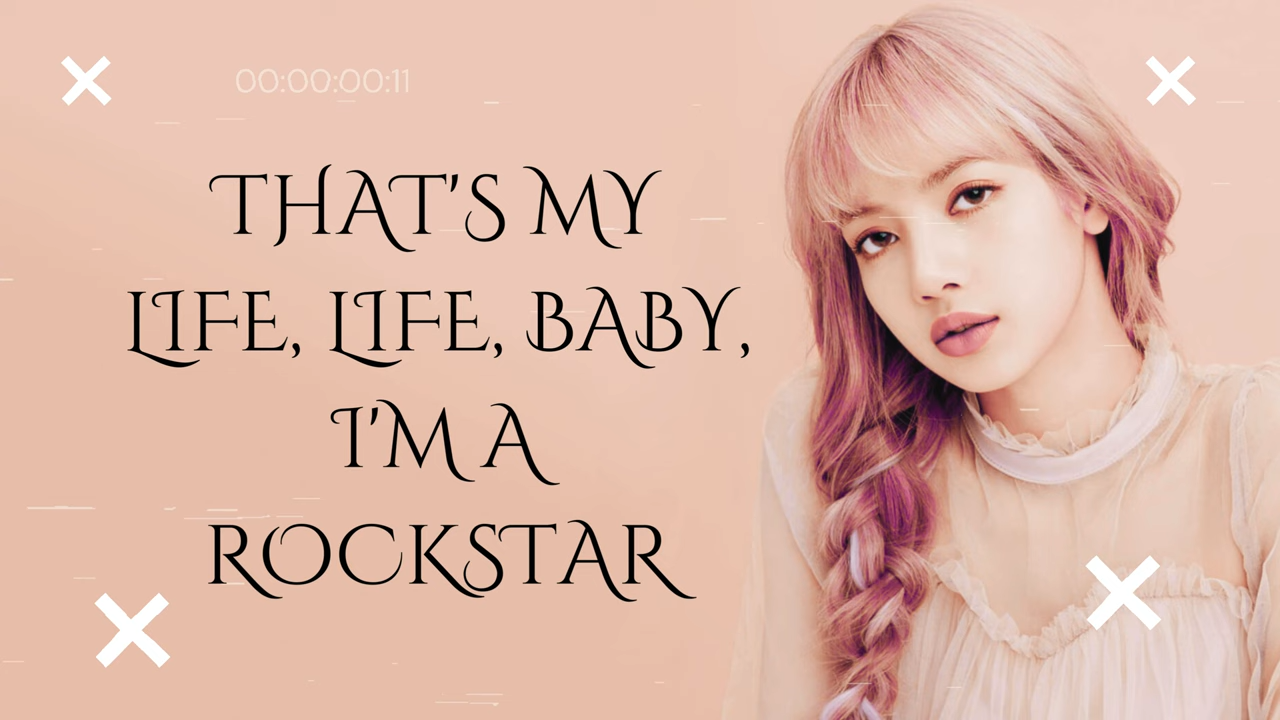 00:00:00:11
THAT'S MY
LIFE, LIFE, BABY,
I'M A
ROCKSTAR